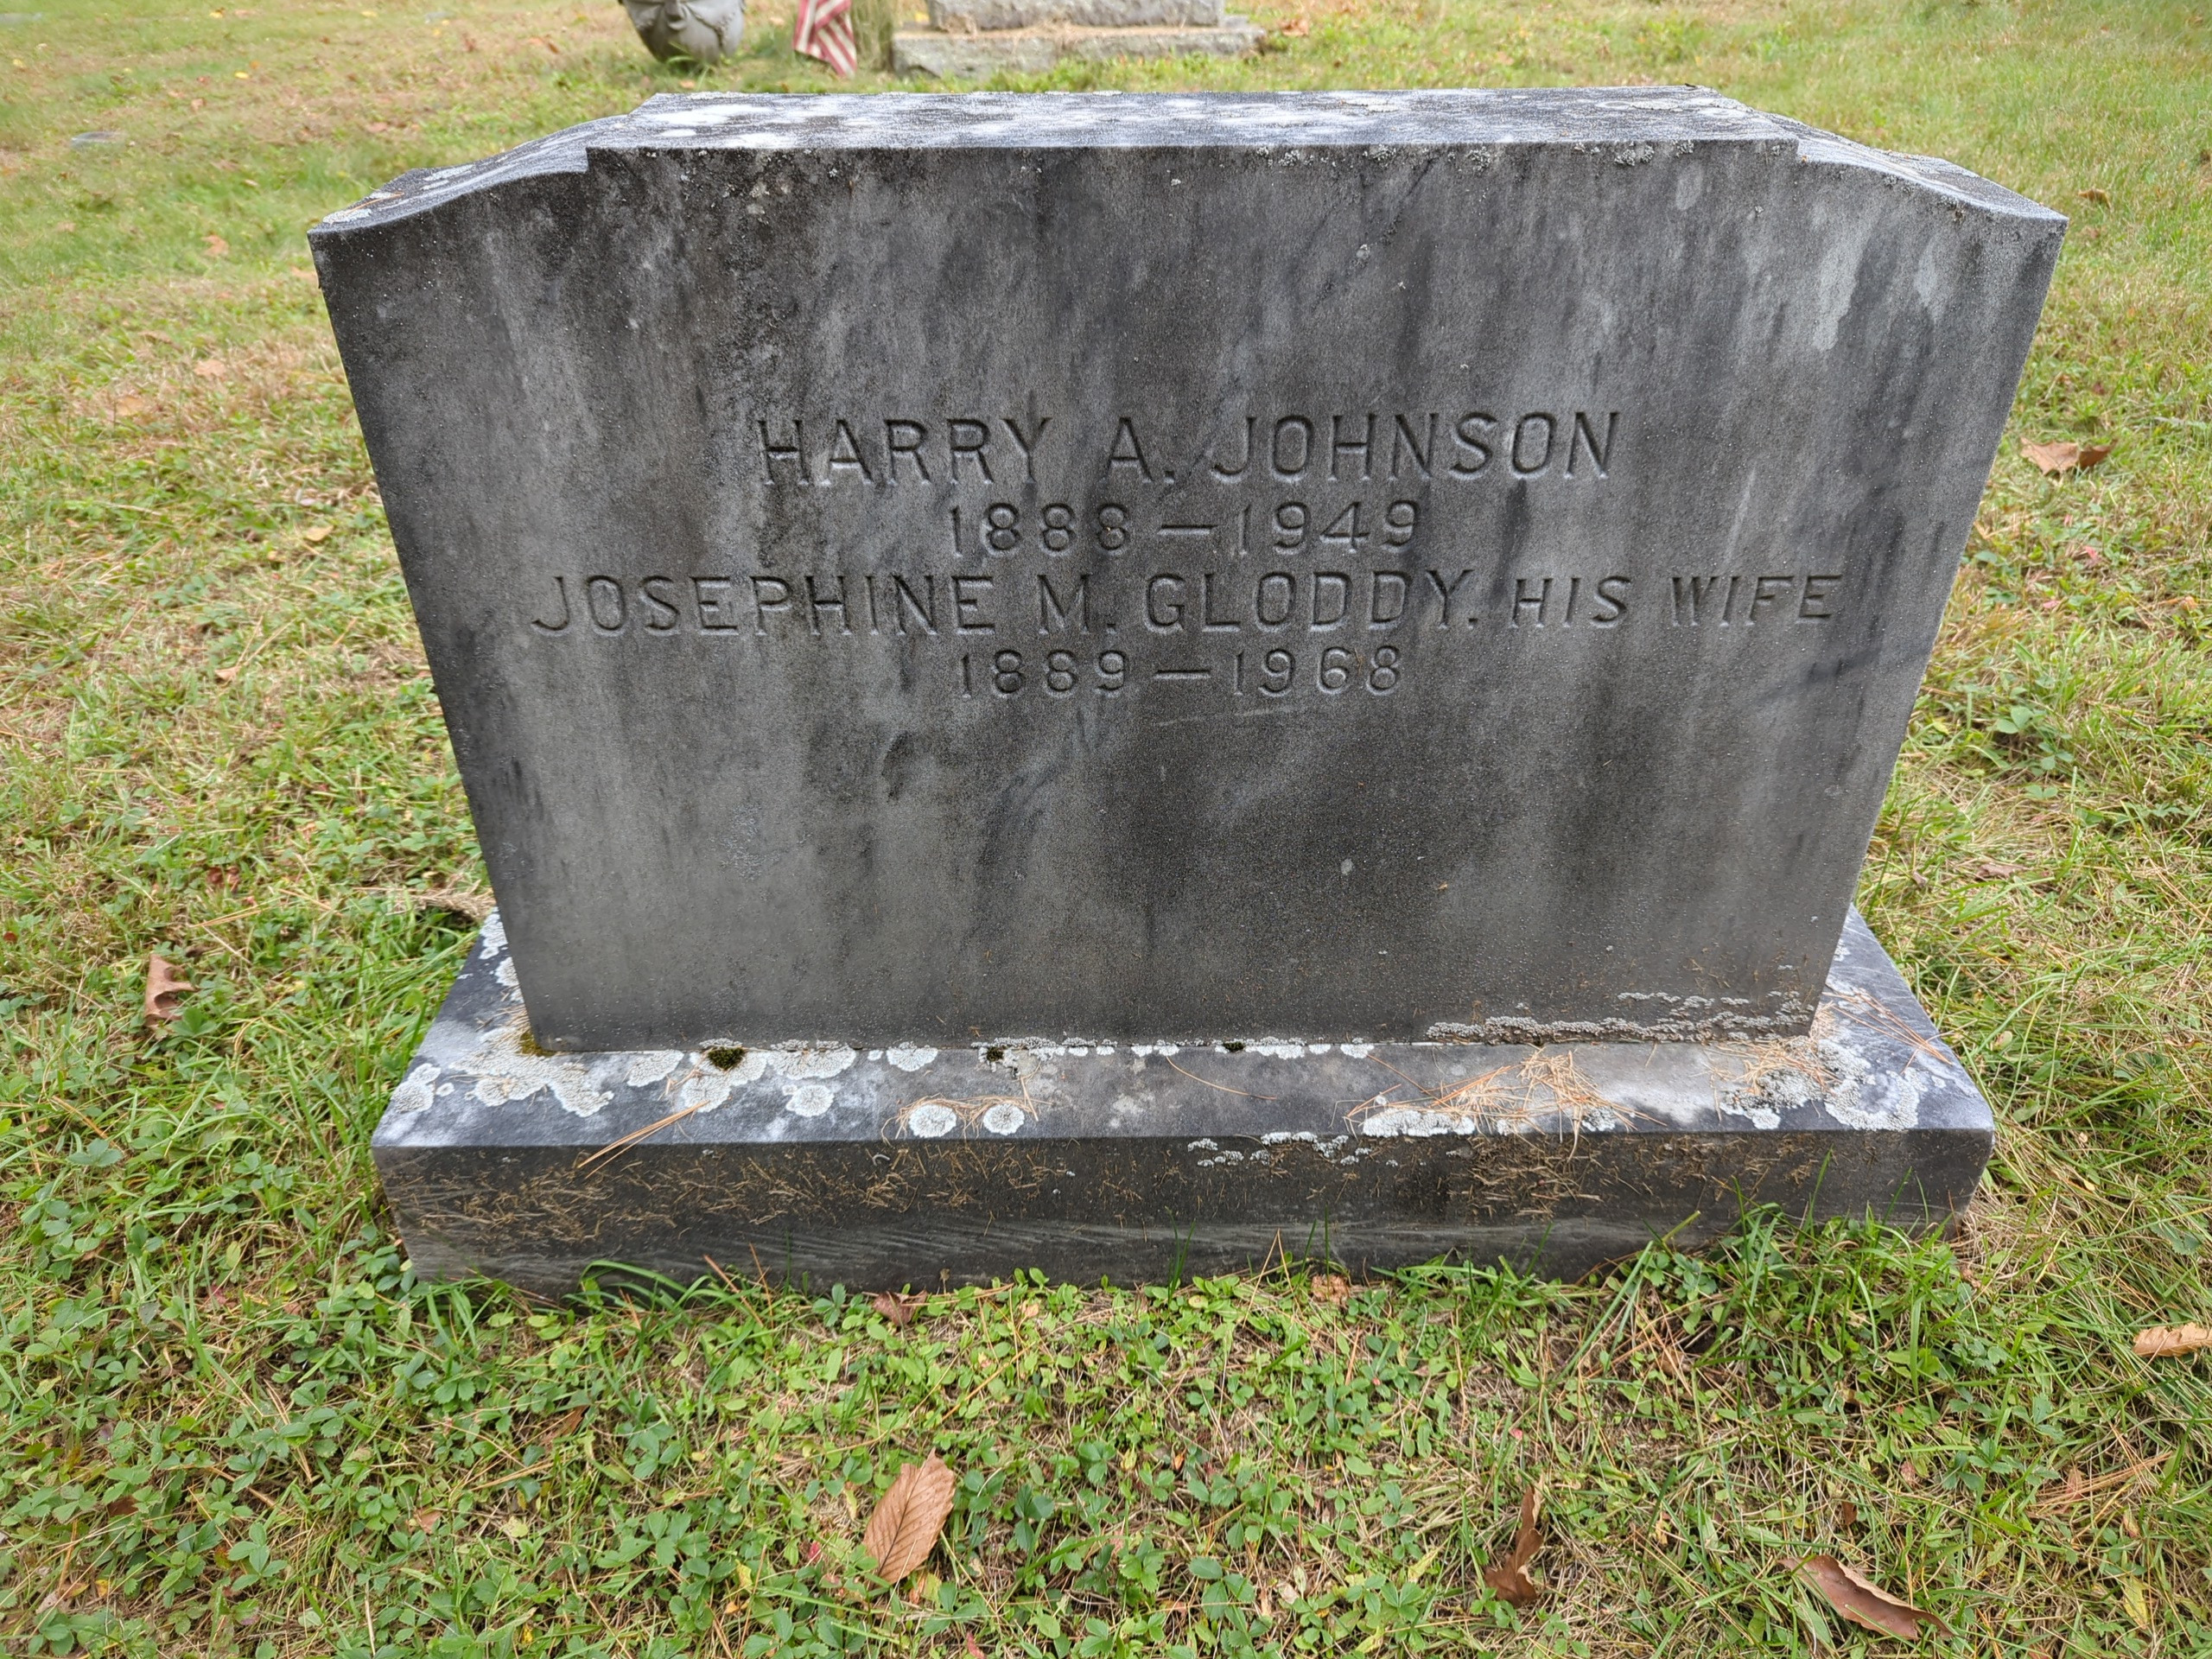 HARRY A. JOHNSON
1888 — 1949
JOSEPHINE M. GLODDY. HIS WIFE
1889 — 1968